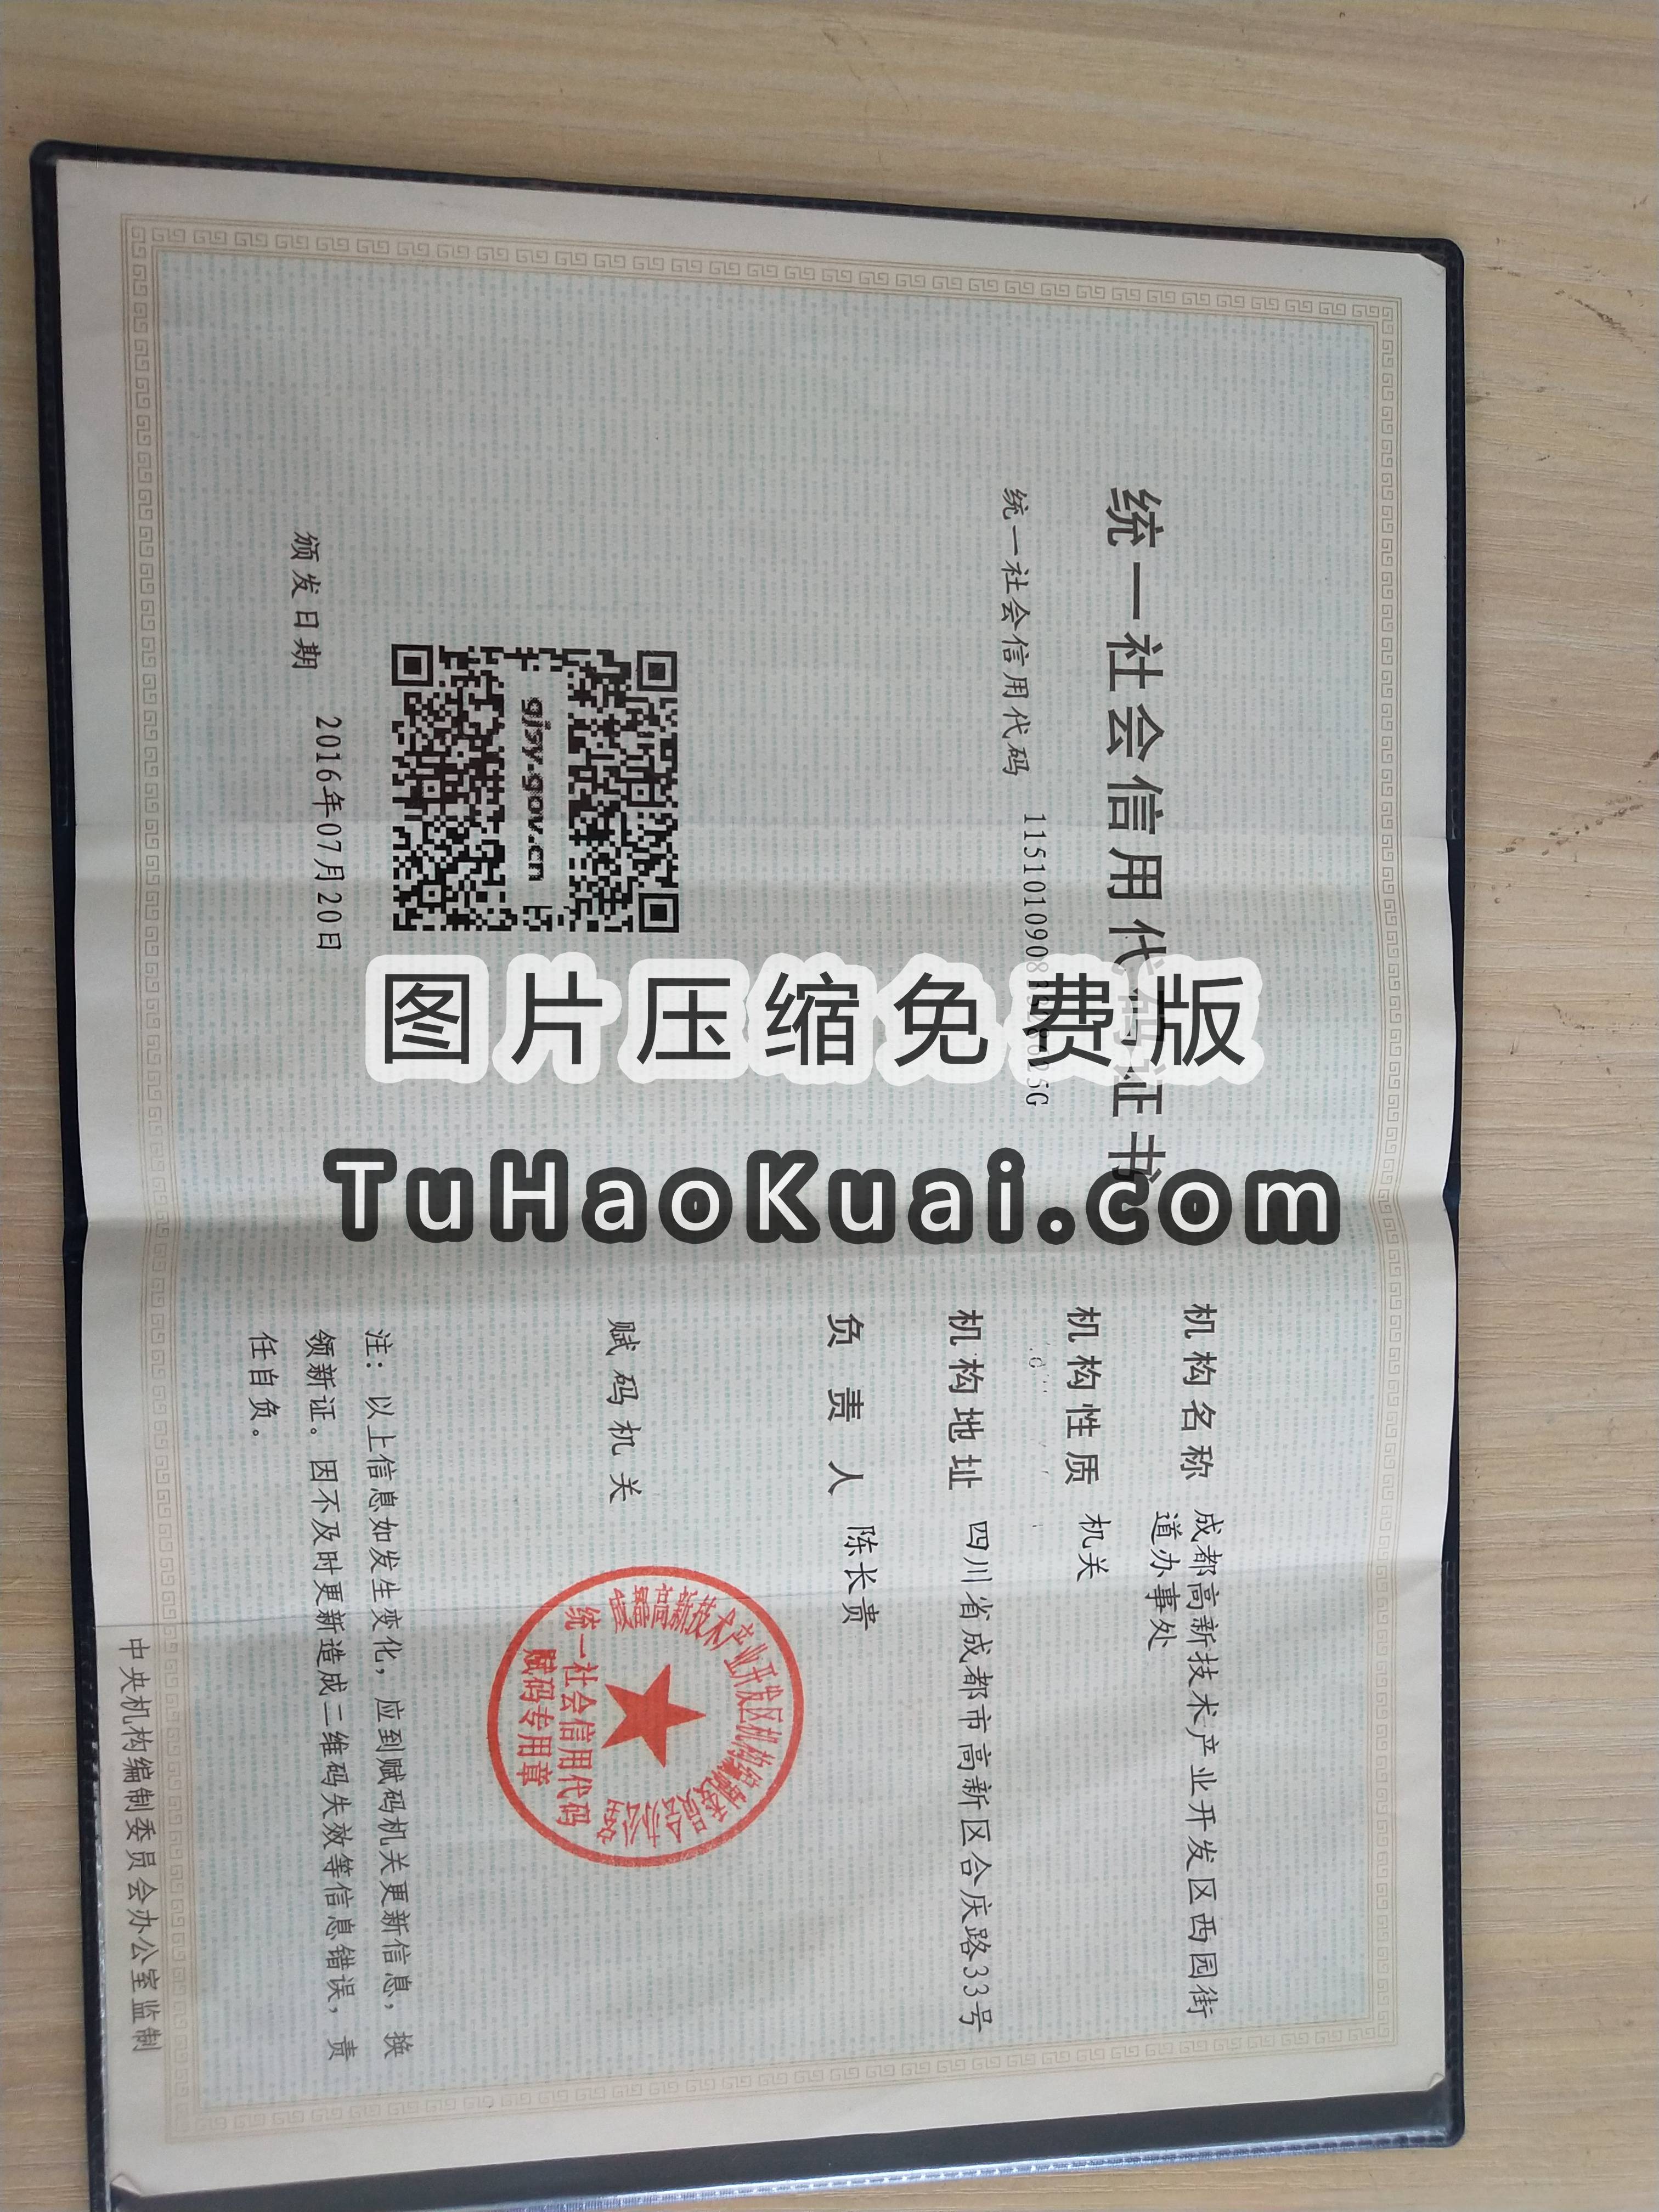 统一社会信用代码证书
统一社会信用代码
gjsy.gov.cn
颁发日期 2016年07月20日
机构名称 成都高新技术产业开发区西园街
道办事处
机构性质 机关
机构地址 四川省成都市高新区合庆路33号
负责人 陈长贵
赋码机关
成都高新技术产业开发区机构编制委员会办公室
统一社会信用代码
赋码专用章
注:以上信息如发生变化,应到赋码机关更新信息,换
领新证。因不及时更新造成二维码失效等信息错误,责
任自负。
中央机构编制委员会办公室监制
图片压缩免费版
TuHaoKuai.com